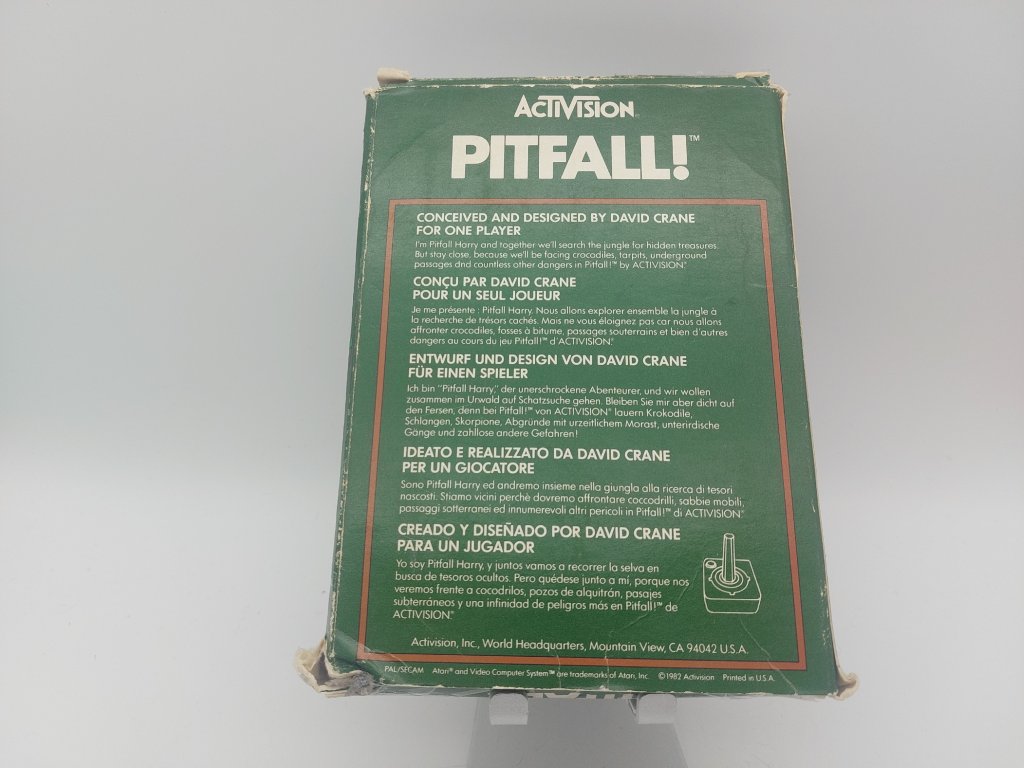 ACTIVISION
PITFALL!™
CONCEIVED AND DESIGNED BY DAVID CRANE
FOR ONE PLAYER
I'm Pitfall Harry and together we'll search the jungle for hidden treasures.
But stay close, because we'll be facing crocodiles, tarpits, underground
passages and countless other dangers in Pitfall!™ by ACTIVISION®.
CONÇU PAR DAVID CRANE
POUR UN SEUL JOUEUR
Je me présente : Pitfall Harry. Nous allons explorer ensemble la jungle à
la recherche de trésors cachés. Mais ne vous éloignez pas car nous allons
affronter crocodiles, fosses à bitume, passages souterrains et bien d'autres
dangers au cours du jeu Pitfall!™ d'ACTIVISION®.
ENTWURF UND DESIGN VON DAVID CRANE
FÜR EINEN SPIELER
Ich bin "Pitfall Harry," der unerschrockene Abenteurer, und wir wollen
zusammen im Urwald auf Schatzsuche gehen. Bleiben Sie mir aber dicht auf
den Fersen, denn bei Pitfall!™ von ACTIVISION® lauern Krokodile,
Schlangen, Skorpione, Abgründe mit urzeitlichem Morast, unterirdische
Gänge und zahllose andere Gefahren!
IDEATO E REALIZZATO DA DAVID CRANE
PER UN GIOCATORE
Sono Pitfall Harry ed andremo insieme nella giungla alla ricerca di tesori
nascosti. Stiamo vicini perchè dovremo affrontare coccodrilli, sabbie mobili,
passaggi sotterranei ed innumerevoli altri pericoli in Pitfall!™ di ACTIVISION®.
CREADO Y DISEÑADO POR DAVID CRANE
PARA UN JUGADOR
Yo soy Pitfall Harry, y juntos vamos a recorrer la selva en
busca de tesoros ocultos. Pero quédese junto a mí, porque nos
veremos frente a cocodrilos, pozos de alquitrán, pasajes
subterráneos y una infinidad de peligros más en Pitfall!™ de
ACTIVISION®.
Activision, Inc., World Headquarters, Mountain View, CA 94042 U.S.A.
PAL/SÉCAM Atari® and Video Computer System™ are trademarks of Atari, Inc. ©1982 Activision Printed in U.S.A.